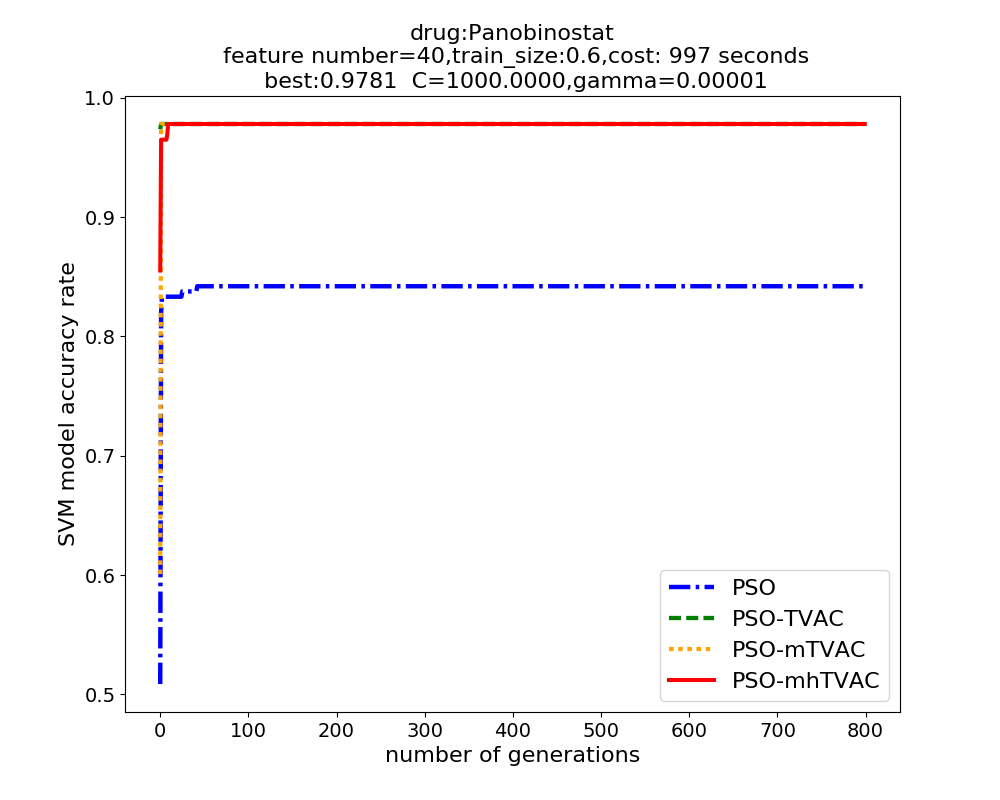 drug:Panobinostat
feature number=40,train_size:0.6,cost: 997 seconds
best:0.9781  C=1000.0000,gamma=0.00001
1.0
0.9
0.8
0.7
0.6
0.5
SVM model accuracy rate
PSO
PSO-TVAC
PSO-mTVAC
PSO-mhTVAC
0 100 200 300 400 500 600 700 800
number of generations